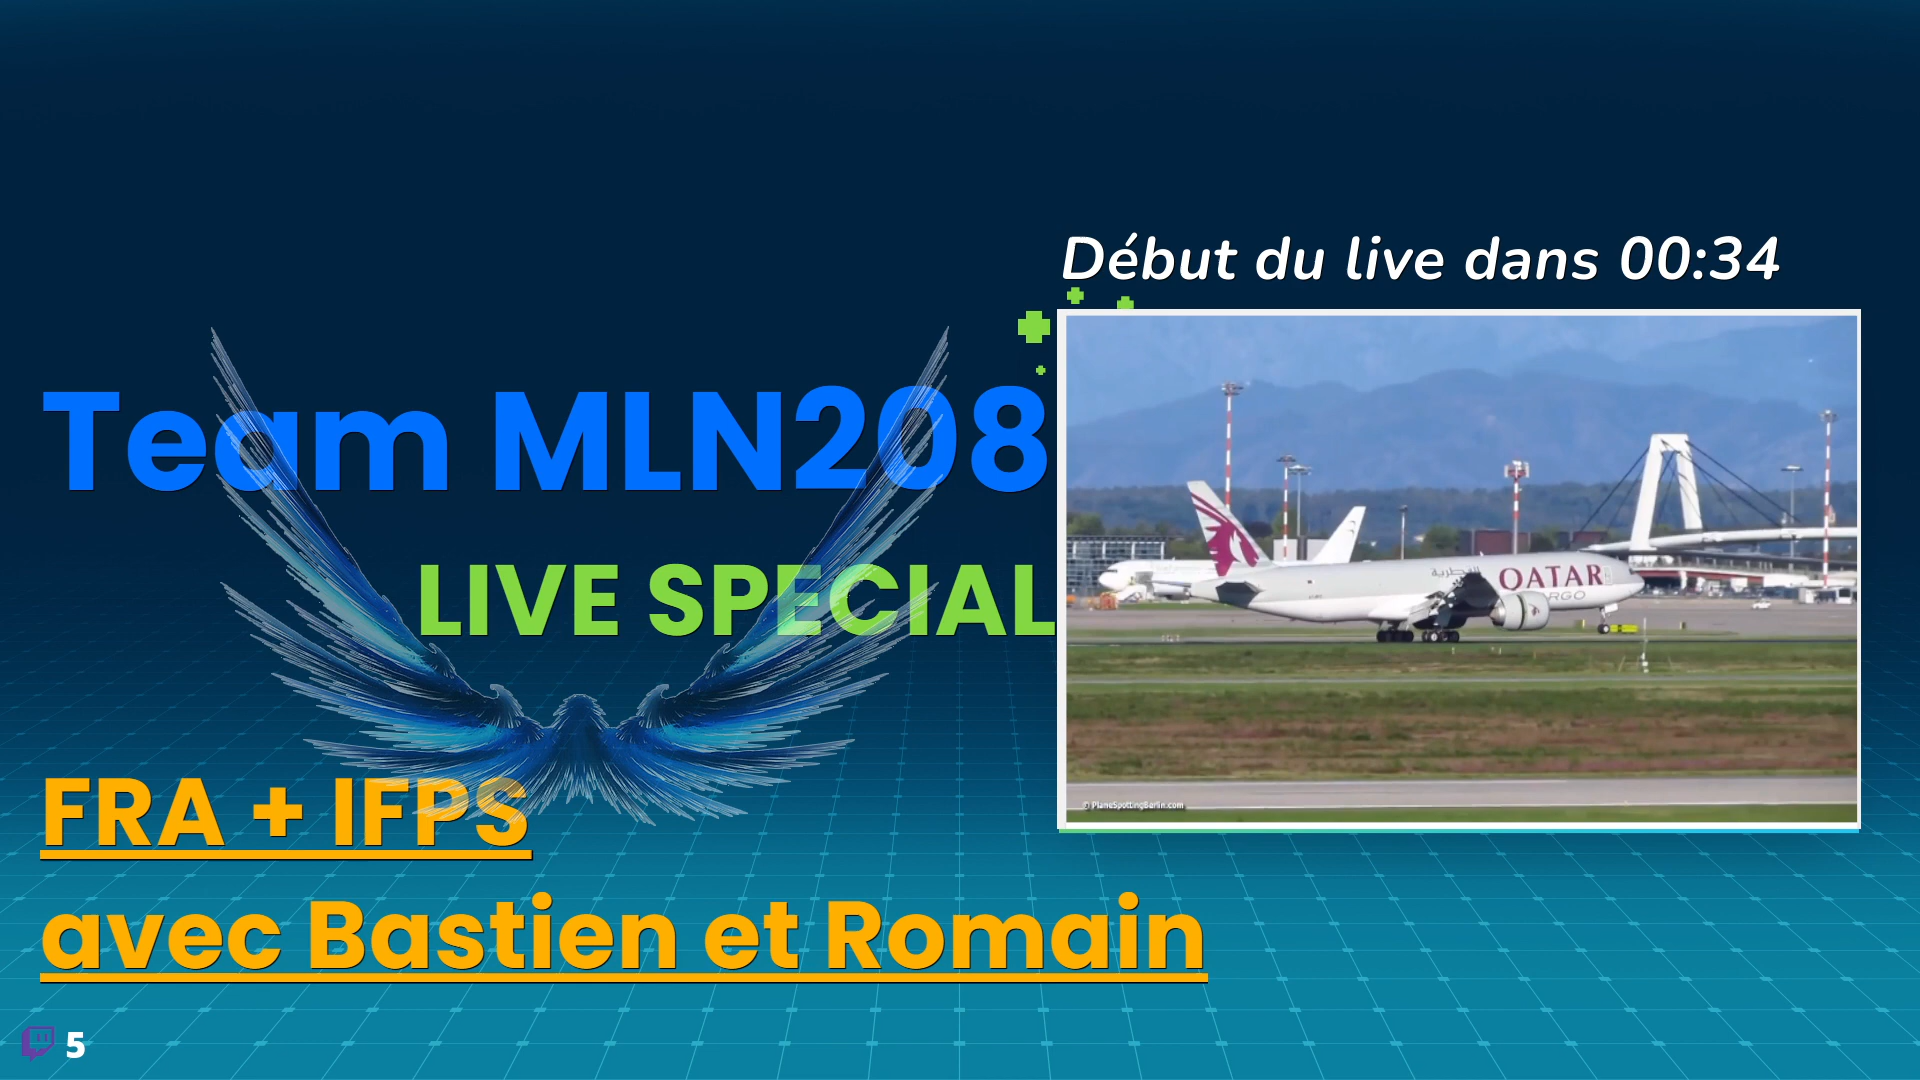 Début du live dans 00:34
Team MLN208
LIVE SPECIAL
القطرية
QATAR
CARGO
© PlaneSpottingBerlin.com
FRA + IFPS
avec Bastien et Romain
5